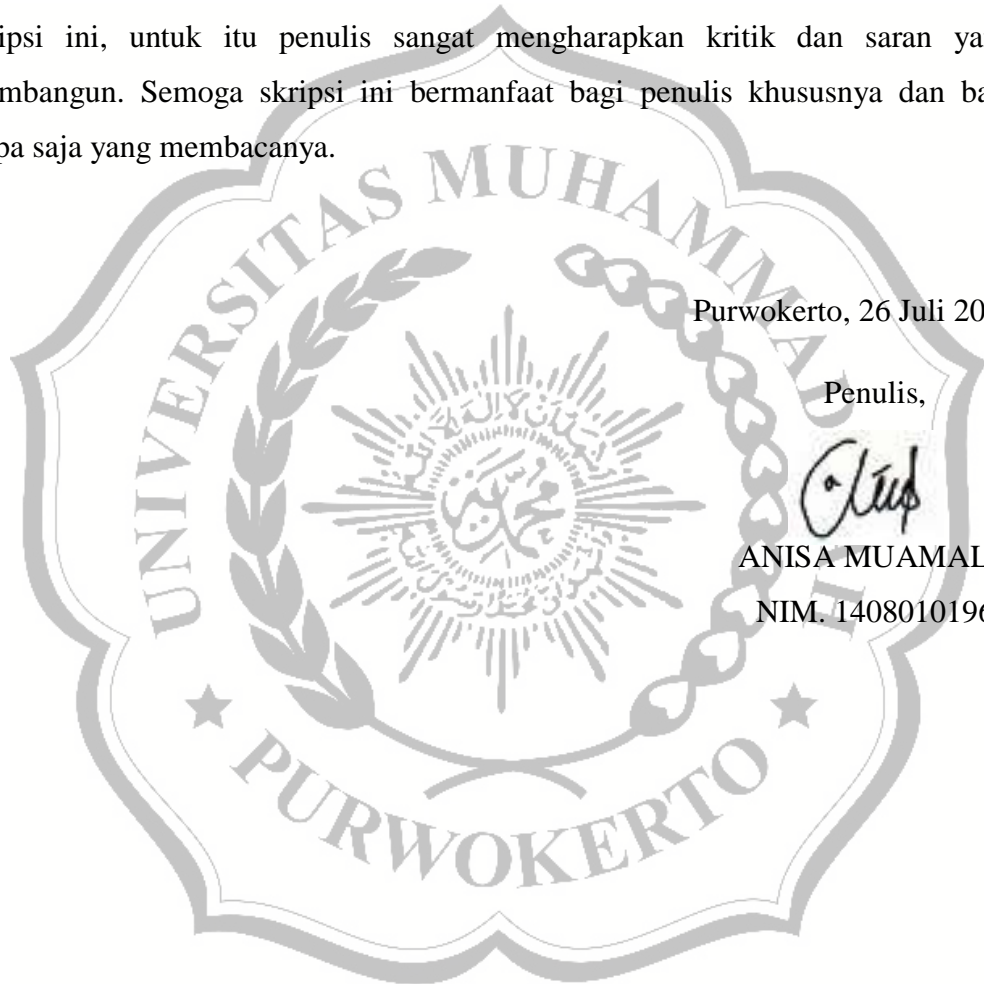 ipsi ini, untuk itu penulis sangat mengharapkan kritik dan saran ya
mbangun. Semoga skripsi ini bermanfaat bagi penulis khususnya dan ba
pa saja yang membacanya.
UNIVERSITAS MUHAMMADIYAH
Purwokerto, 26 Juli 20
Penulis,
ANISA MUAMAL
NIM. 1408010196
PURWOKERTO